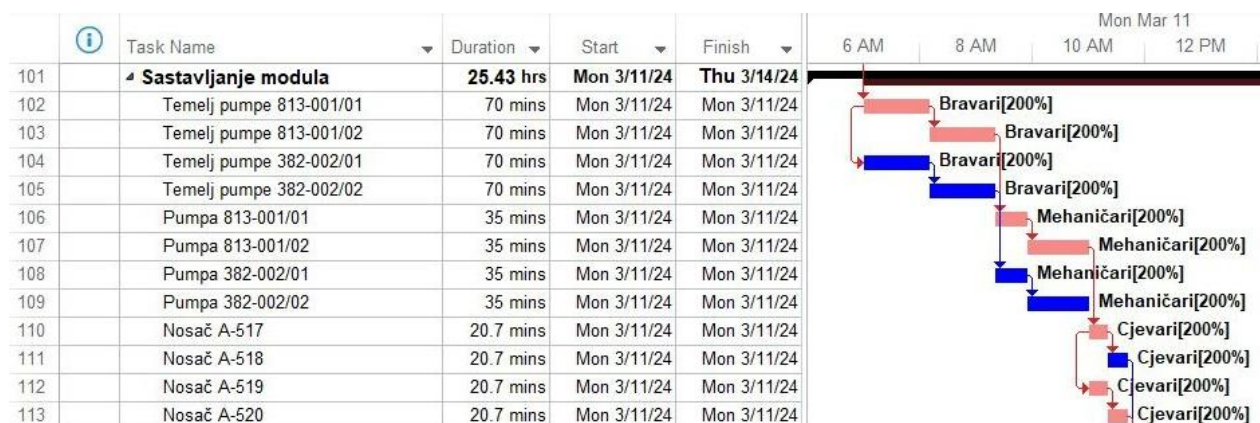 Mon Mar 11
Task Name Duration Start Finish 6 AM 8 AM 10 AM 12 PM
101 Sastavljanje modula 25.43 hrs Mon 3/11/24 Thu 3/14/24
102 Temelj pumpe 813-001/01 70 mins Mon 3/11/24 Mon 3/11/24 Bravari[200%]
103 Temelj pumpe 813-001/02 70 mins Mon 3/11/24 Mon 3/11/24 Bravari[200%]
104 Temelj pumpe 382-002/01 70 mins Mon 3/11/24 Mon 3/11/24 Bravari[200%]
105 Temelj pumpe 382-002/02 70 mins Mon 3/11/24 Mon 3/11/24 Bravari[200%]
106 Pumpa 813-001/01 35 mins Mon 3/11/24 Mon 3/11/24 Mehaničari[200%]
107 Pumpa 813-001/02 35 mins Mon 3/11/24 Mon 3/11/24 Mehaničari[200%]
108 Pumpa 382-002/01 35 mins Mon 3/11/24 Mon 3/11/24 Mehaničari[200%]
109 Pumpa 382-002/02 35 mins Mon 3/11/24 Mon 3/11/24 Mehaničari[200%]
110 Nosač A-517 20.7 mins Mon 3/11/24 Mon 3/11/24 Cjevari[200%]
111 Nosač A-518 20.7 mins Mon 3/11/24 Mon 3/11/24 Cjevari[200%]
112 Nosač A-519 20.7 mins Mon 3/11/24 Mon 3/11/24 Cjevari[200%]
113 Nosač A-520 20.7 mins Mon 3/11/24 Mon 3/11/24 Cjevari[200%]